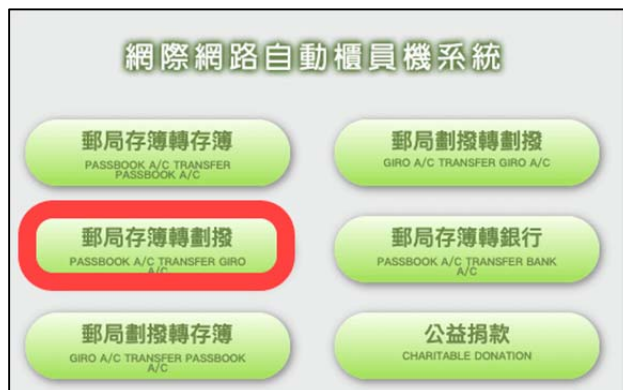 網際網路自動櫃員機系統
郵局存簿轉存簿
PASSBOOK A/C TRANSFER
PASSBOOK A/C
郵局劃撥轉劃撥
GIRO A/C TRANSFER GIRO A/C
郵局存簿轉劃撥
PASSBOOK A/C TRANSFER GIRO
A/C
郵局存簿轉銀行
PASSBOOK A/C TRANSFER BANK
A/C
郵局劃撥轉存簿
GIRO A/C TRANSFER PASSBOOK
A/C
公益捐款
CHARITABLE DONATION